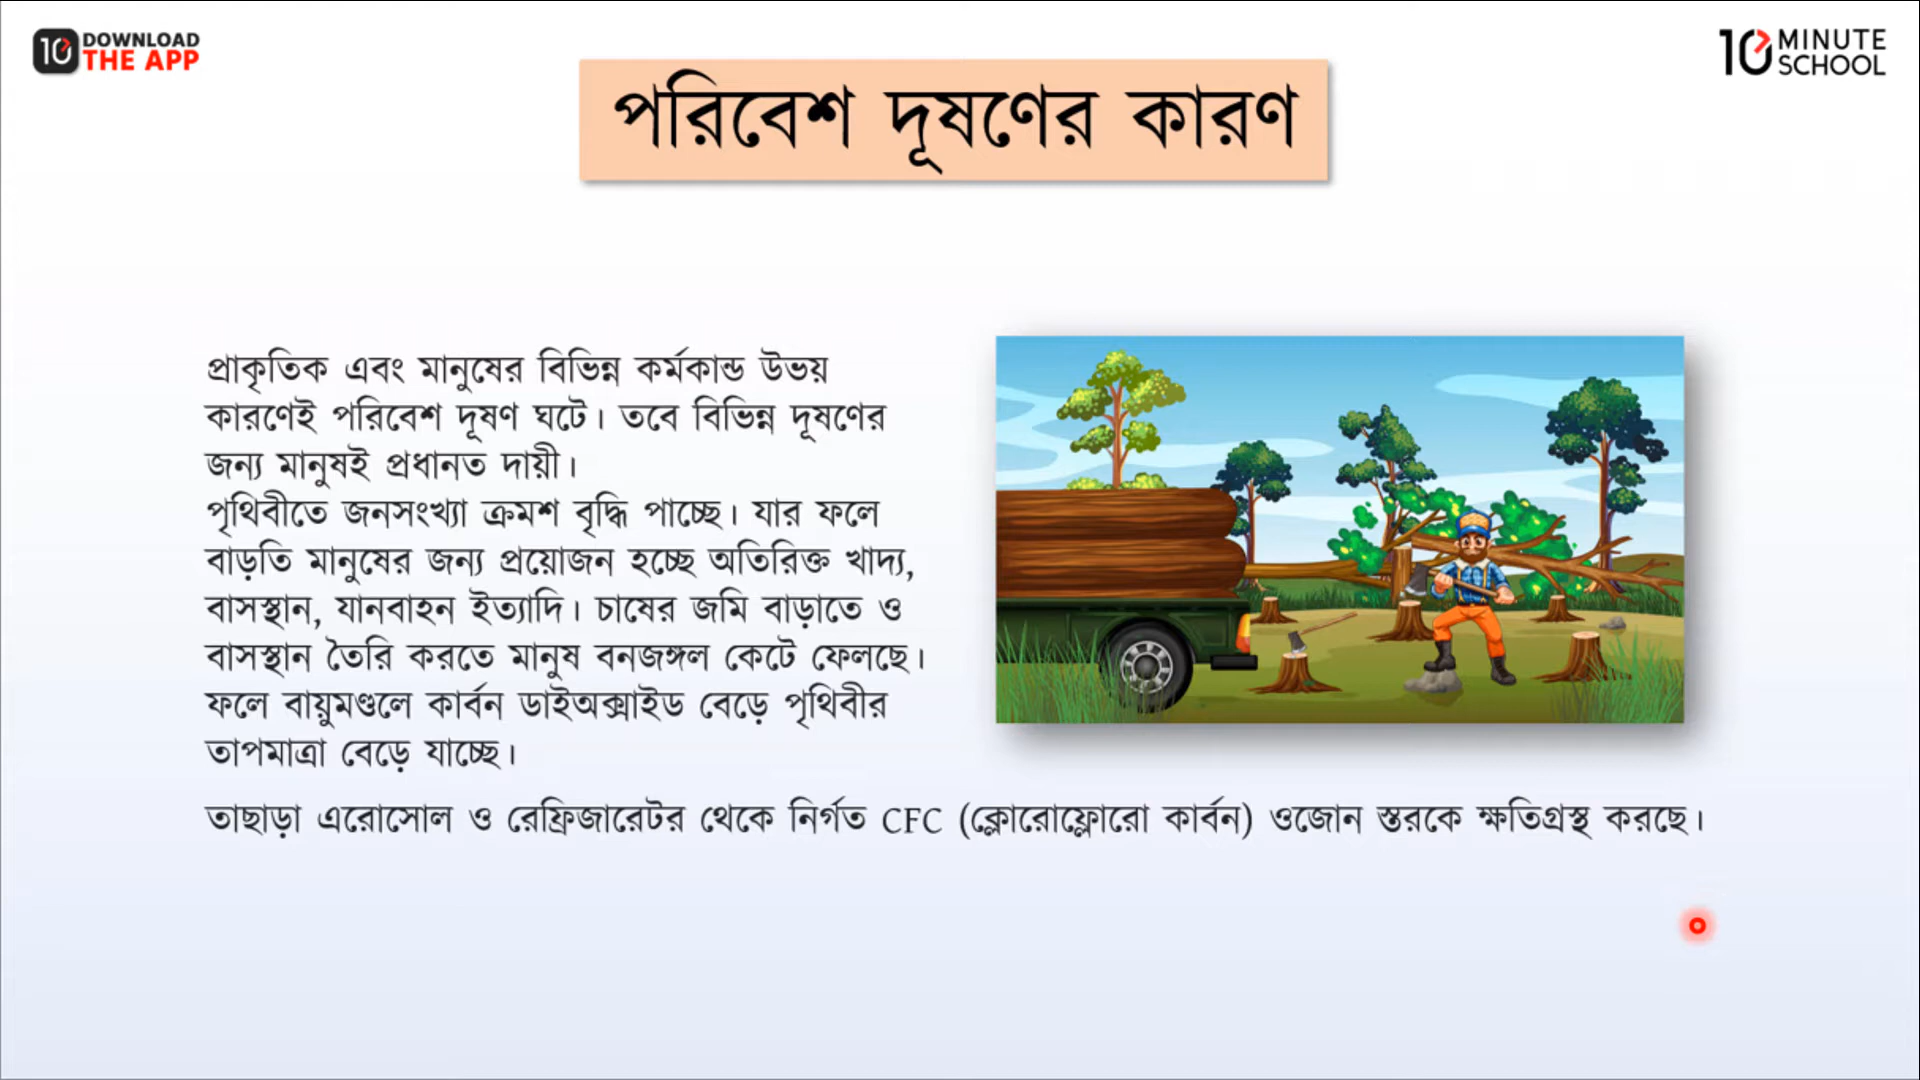 DOWNLOAD
THE APP
10 MINUTE
SCHOOL
পরিবেশ দূষণের কারণ
প্রাকৃতিক এবং মানুষের বিভিন্ন কর্মকান্ড উভয়
কারণেই পরিবেশ দূষণ ঘটে। তবে বিভিন্ন দূষণের
জন্য মানুষই প্রধানত দায়ী।
পৃথিবীতে জনসংখ্যা ক্রমশ বৃদ্ধি পাচ্ছে। যার ফলে
বাড়তি মানুষের জন্য প্রয়োজন হচ্ছে অতিরিক্ত খাদ্য,
বাসস্থান, যানবাহন ইত্যাদি। চাষের জমি বাড়াতে ও
বাসস্থান তৈরি করতে মানুষ বনজঙ্গল কেটে ফেলছে।
ফলে বায়ুমণ্ডলে কার্বন ডাইঅক্সাইড বেড়ে পৃথিবীর
তাপমাত্রা বেড়ে যাচ্ছে।
তাছাড়া এরোসোল ও রেফ্রিজারেটর থেকে নির্গত CFC (ক্লোরোফ্লোরো কার্বন) ওজোন স্তরকে ক্ষতিগ্রস্থ করছে।